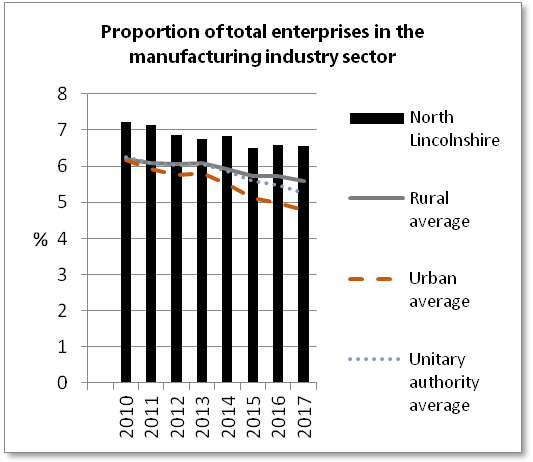 Proportion of total enterprises in the
manufacturing industry sector
8
7
6
5
4
3
2
1
0
%
2010
2011
2012
2013
2014
2015
2016
2017
North
Lincolnshire
Rural
average
Urban
average
Unitary
authority
average